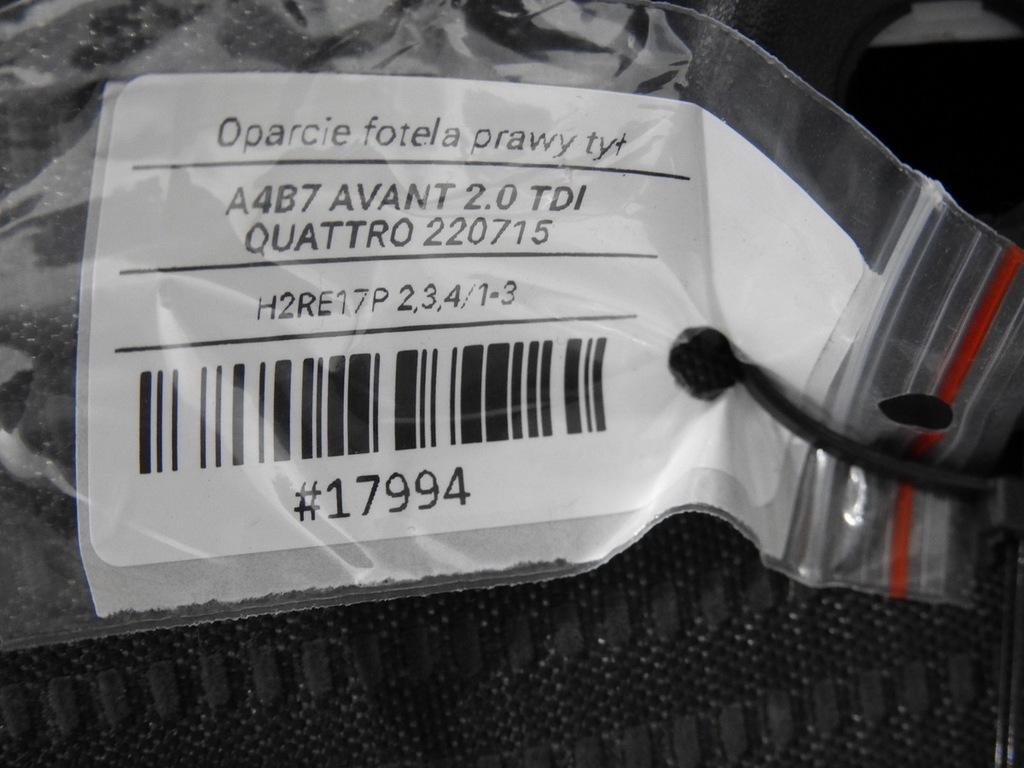 Oparcie fotela prawy tył
A4B7 AVANT 2.0 TDI
QUATTRO 220715
H2RE17P 2,3,4/1-3
#17994